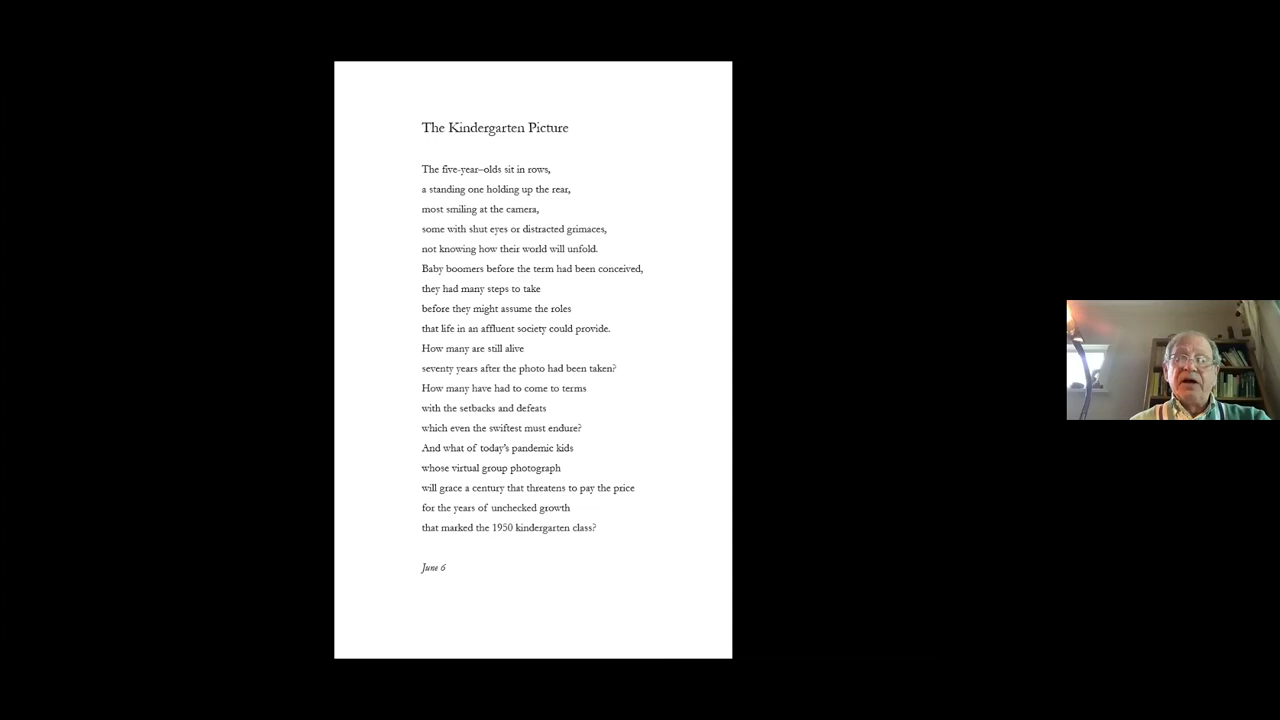 The Kindergarten Picture
The five-year–olds sit in rows,
a standing one holding up the rear,
most smiling at the camera,
some with shut eyes or distracted grimaces,
not knowing how their world will unfold.
Baby boomers before the term had been conceived,
they had many steps to take
before they might assume the roles
that life in an affluent society could provide.
How many are still alive
seventy years after the photo had been taken?
How many have had to come to terms
with the setbacks and defeats
which even the swiftest must endure?
And what of today's pandemic kids
whose virtual group photograph
will grace a century that threatens to pay the price
for the years of unchecked growth
that marked the 1950 kindergarten class?
June 6